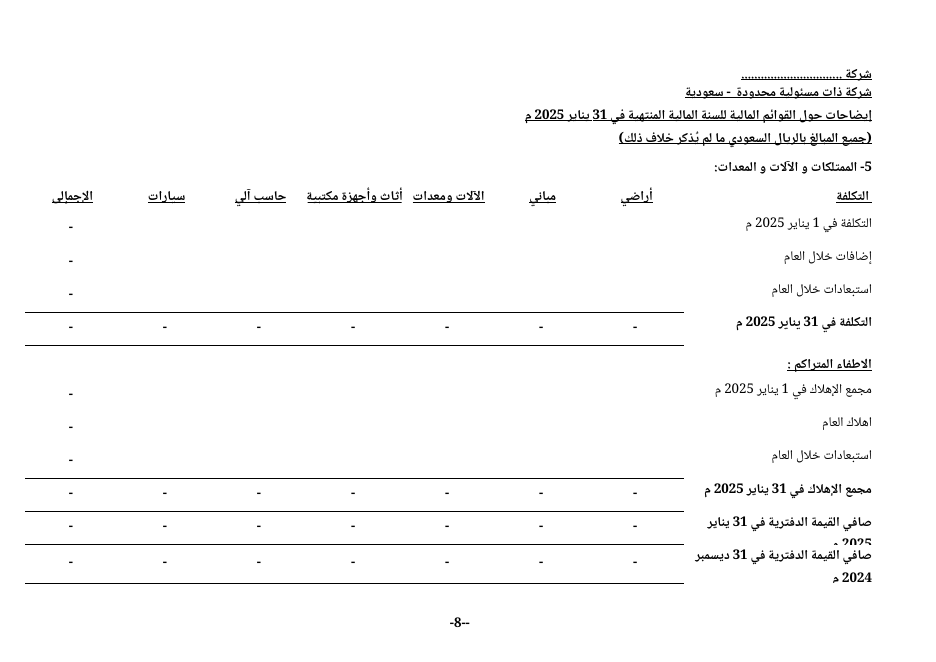 شركة ...............................
شركة ذات مسئولية محدودة - سعودية
إيضاحات حول القوائم المالية للسنة المالية المنتهية في 31 يناير 2025 م
(جميع المبالغ بالريال السعودي ما لم يُذكر خلاف ذلك)
5- الممتلكات و الآلات و المعدات:
التكلفة أراضي مباني الآلات ومعدات أثاث وأجهزة مكتبية حاسب آلي سيارات الإجمالي
التكلفة في 1 يناير 2025 م -
إضافات خلال العام -
استبعادات خلال العام -
التكلفة في 31 يناير 2025 م - - - - - - -
الاطفاء المتراكم :
مجمع الإهلاك في 1 يناير 2025 م -
اهلاك العام -
استبعادات خلال العام -
مجمع الإهلاك في 31 يناير 2025 م - - - - - - -
صافي القيمة الدفترية في 31 يناير - - - - - - -
2025 م
صافي القيمة الدفترية في 31 ديسمبر - - - - - - -
2024 م
-8--